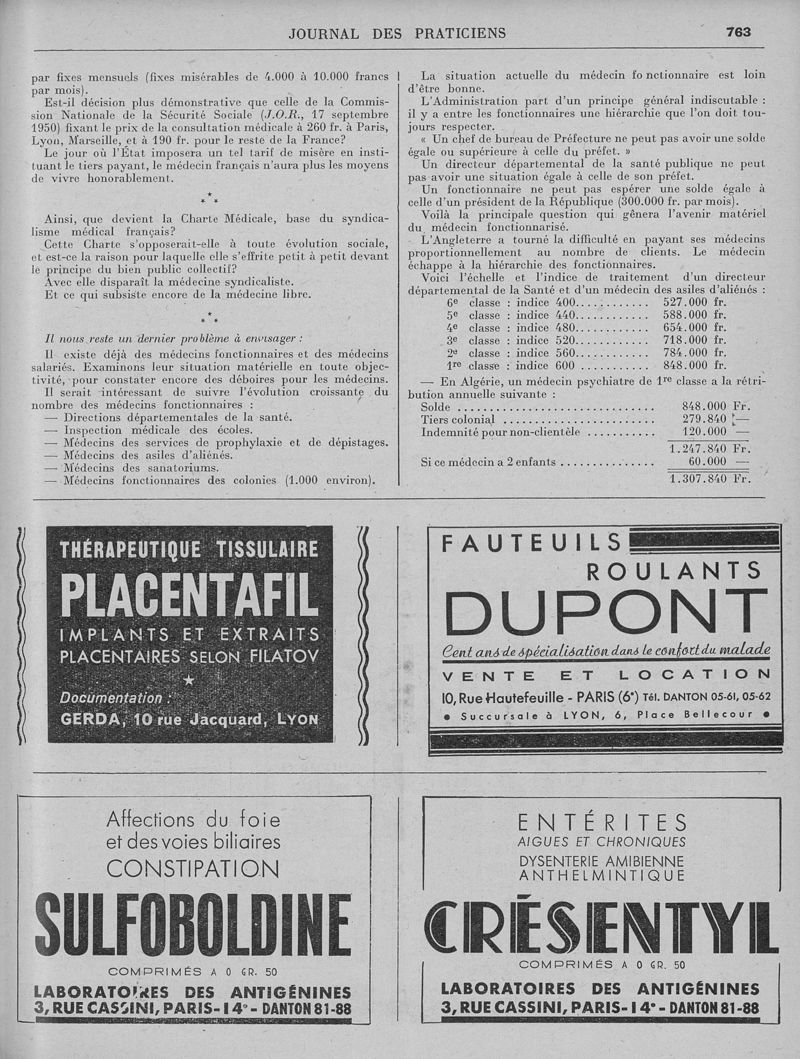 JOURNAL DES PRATICIENS 763
par fixes mensuels (fixes misérables de 4.000 à 10.000 francs
par mois).
Est-il décision plus démonstrative que celle de la Commis-
sion Nationale de la Sécurité Sociale (J.O.R., 17 septembre
1950) fixant le prix de la consultation médicale à 260 fr. à Paris,
Lyon, Marseille, et à 190 fr. pour le reste de la France?
Le jour où l'État imposera un tel tarif de misère en insti-
tuant le tiers payant, le médecin français n'aura plus les moyens
de vivre honorablement.
* * *
Ainsi, que devient la Charte Médicale, base du syndica-
lisme médical français?
Cette Charte s'opposerait-elle à toute évolution sociale,
et est-ce la raison pour laquelle elle s'effrite petit à petit devant
le principe du bien public collectif?
Avec elle disparaît la médecine syndicaliste.
Et ce qui subsiste encore de la médecine libre.
* * *
Il nous reste un dernier problème à envisager :
Il existe déjà des médecins fonctionnaires et des médecins
salariés. Examinons leur situation matérielle en toute objec-
tivité, pour constater encore des déboires pour les médecins.
Il serait intéressant de suivre l'évolution croissante du
nombre des médecins fonctionnaires :
— Directions départementales de la santé.
— Inspection médicale des écoles.
— Médecins des services de prophylaxie et de dépistages.
— Médecins des asiles d'aliénés.
— Médecins des sanatoriums.
— Médecins fonctionnaires des colonies (1.000 environ).
La situation actuelle du médecin fonctionnaire est loin
d'être bonne.
L'Administration part d'un principe général indiscutable :
il y a entre les fonctionnaires une hiérarchie que l'on doit tou-
jours respecter.
« Un chef de bureau de Préfecture ne peut pas avoir une solde
égale ou supérieure à celle du préfet. »
Un directeur départemental de la santé publique ne peut
pas avoir une situation égale à celle de son préfet.
Un fonctionnaire ne peut pas espérer une solde égale à
celle d'un président de la République (300.000 fr. par mois).
Voilà la principale question qui gênera l'avenir matériel
du médecin fonctionnarisé.
L'Angleterre a tourné la difficulté en payant ses médecins
proportionnellement au nombre de clients. Le médecin
échappe à la hiérarchie des fonctionnaires.
Voici l'échelle et l'indice de traitement d'un directeur
départemental de la Santé et d'un médecin des asiles d'aliénés :
6e classe : indice 400............ 527.000 fr.
5e classe : indice 440............ 588.000 fr.
4e classe : indice 480............ 654.000 fr.
3e classe : indice 520............ 718.000 fr.
2e classe : indice 560............ 784.000 fr.
1re classe : indice 600 ........... 848.000 fr.
— En Algérie, un médecin psychiatre de 1re classe a la rétri-
bution annuelle suivante :
Solde .............................. 848.000 Fr.
Tiers colonial ....................... 279.840 —
Indemnité pour non-clientèle ........... 120.000 —
1.247.840 Fr.
Si ce médecin a 2 enfants ............... 60.000 —
1.307.840 Fr.
THÉRAPEUTIQUE TISSULAIRE
PLACENTAFIL
IMPLANTS ET EXTRAITS
PLACENTAIRES SELON FILATOV
Documentation :
GERDA, 10 rue Jacquard, LYON
FAUTEUILS
ROULANTS
DUPONT
Cent ans de spécialisation dans le confort du malade
VENTE ET LOCATION
10, Rue Hautefeuille - PARIS (6e) Tél. DANTON 05-61, 05-62
• Succursale à LYON, 6, Place Bellecour •
Affections du foie
et des voies biliaires
CONSTIPATION
SULFOBOLDINE
COMPRIMÉS A 0 GR. 50
LABORATOIRES DES ANTIGÉNINES
3, RUE CASSINI, PARIS-14e - DANTON 81-88
ENTÉRITES
AIGUES ET CHRONIQUES
DYSENTERIE AMIBIENNE
ANTHELMINTIQUE
CRÉSENTYL
COMPRIMÉS A 0 GR. 50
LABORATOIRES DES ANTIGÉNINES
3, RUE CASSINI, PARIS-14e - DANTON 81-88